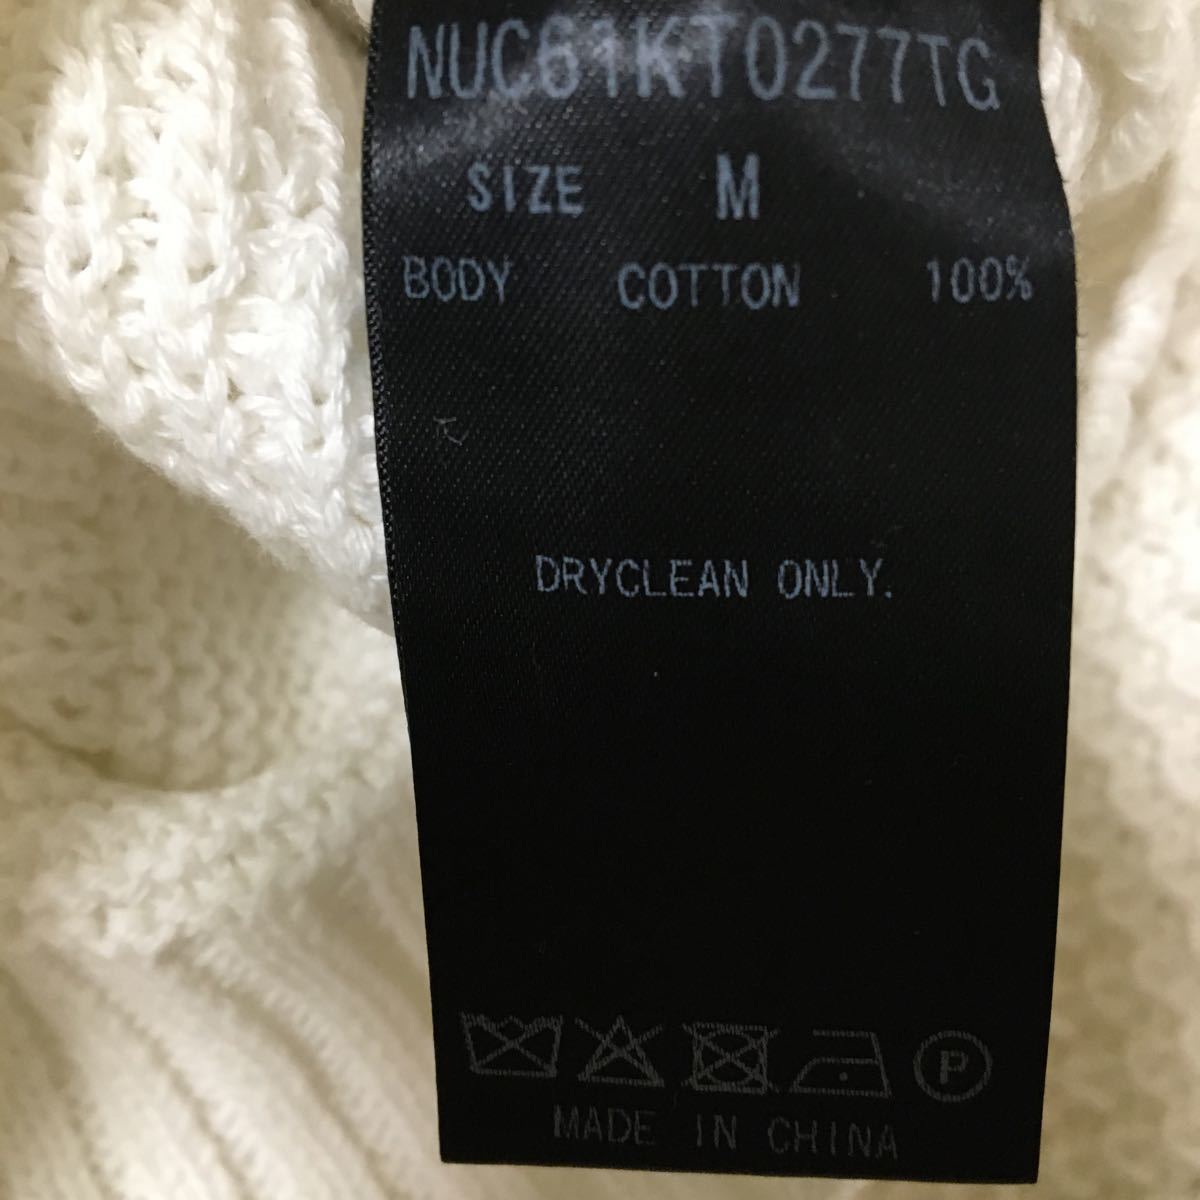 NUC61KT0277TG
SIZE M
BODY COTTON 100%
DRYCLEAN ONLY.
P
MADE IN CHINA